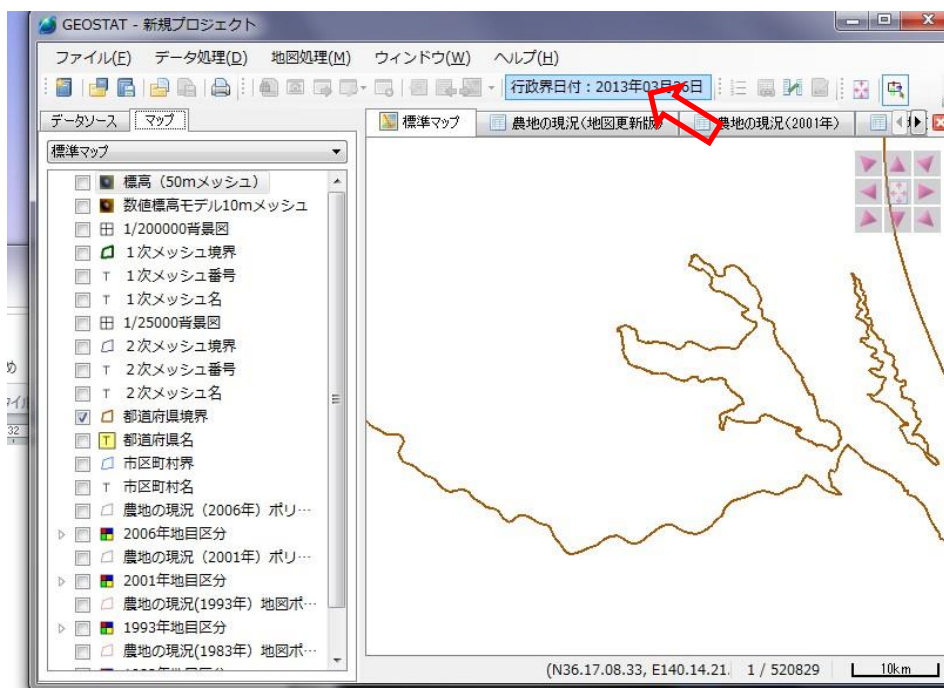 GEOSTAT - 新規プロジェクト
ファイル(F) データ処理(D) 地図処理(M) ウィンドウ(W) ヘルプ(H)
行政界日付：2013年03月26日
データソース マップ
標準マップ 農地の現況(地図更新版) 農地の現況(2001年)
標準マップ
標高（50mメッシュ）
数値標高モデル10mメッシュ
1/200000背景図
1次メッシュ境界
T 1次メッシュ番号
T 1次メッシュ名
1/25000背景図
2次メッシュ境界
T 2次メッシュ番号
T 2次メッシュ名
都道府県境界
T 都道府県名
市区町村界
T 市区町村名
農地の現況（2006年）ポリ…
2006年地目区分
農地の現況（2001年）ポリ…
2001年地目区分
農地の現況(1993年）地図ポ…
1993年地目区分
農地の現況(1983年）地図ポ…
(N36.17.08.33, E140.14.21. 1 / 520829 10km
め
32